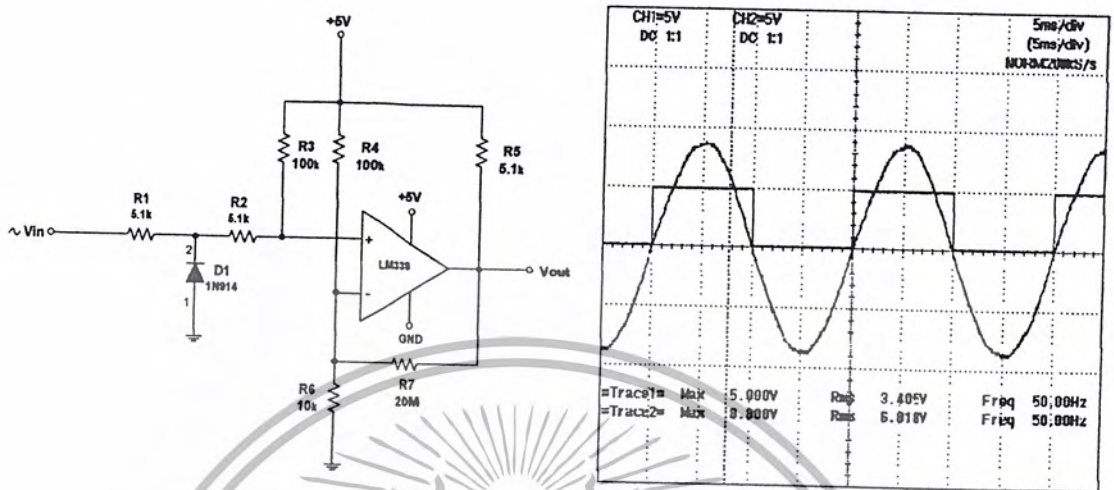 +5V
R3
100k
R4
100k
R5
5.1k
R1
5.1k
R2
5.1k
+5V
~ Vin
+
LM339
-
Vout
2
D1
1N914
1
GND
R6
10k
R7
20M
CH1=5V CH2=5V 5ms/div
DC 1:1 DC 1:1 (5ms/div)
NORM:200kS/s
=Trace1= Max 5.000V Rms 3.405V Freq 50.00Hz
=Trace2= Max Rms Freq 50.00Hz